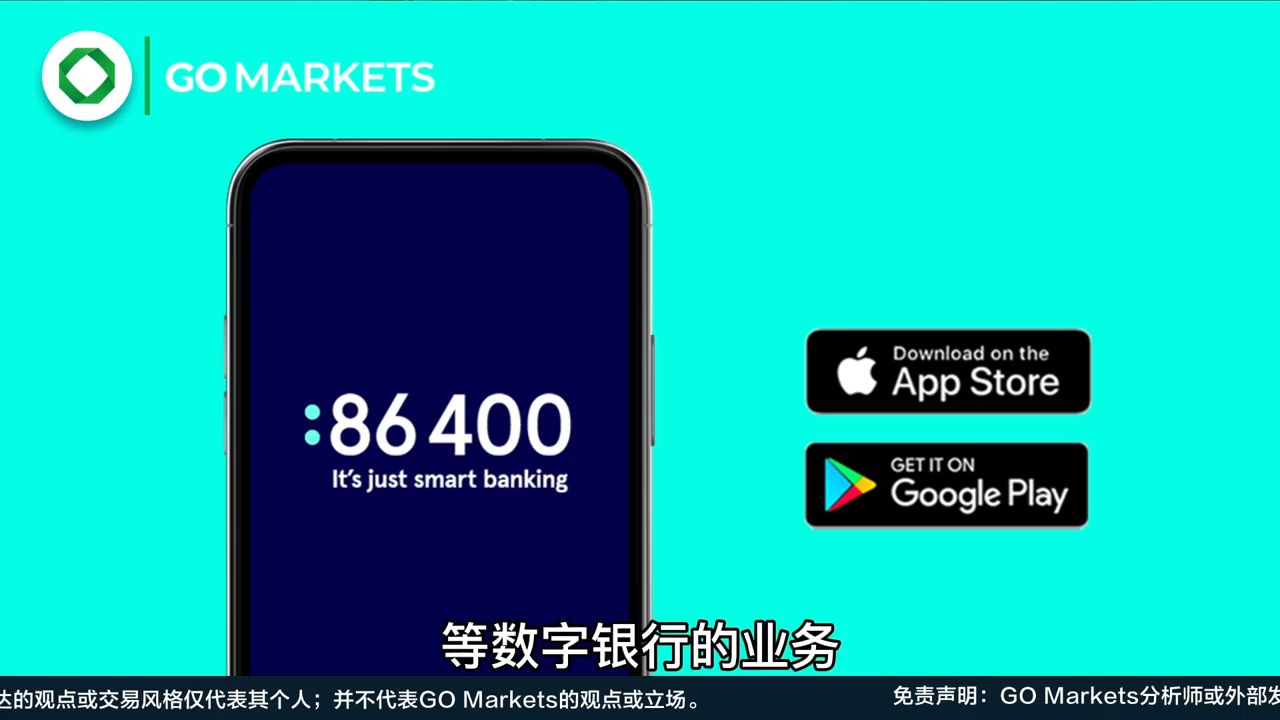 GO MARKETS
:86 400
It's just smart banking
Download on the
App Store
GET IT ON
Google Play
等数字银行的业务
达的观点或交易风格仅代表其个人；并不代表GO Markets的观点或立场。 免责声明：GO Markets分析师或外部发